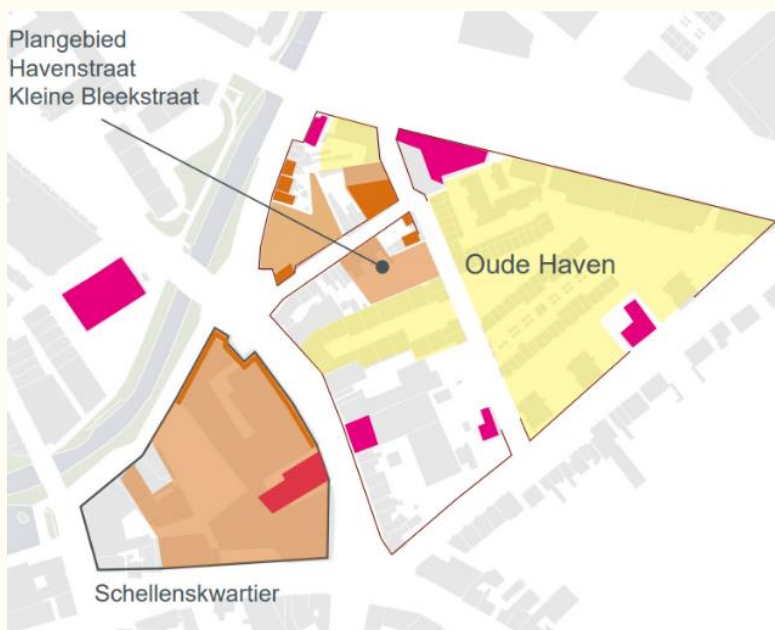 Plangebied
Havenstraat
Kleine Bleekstraat
Oude Haven
Schellenskwartier